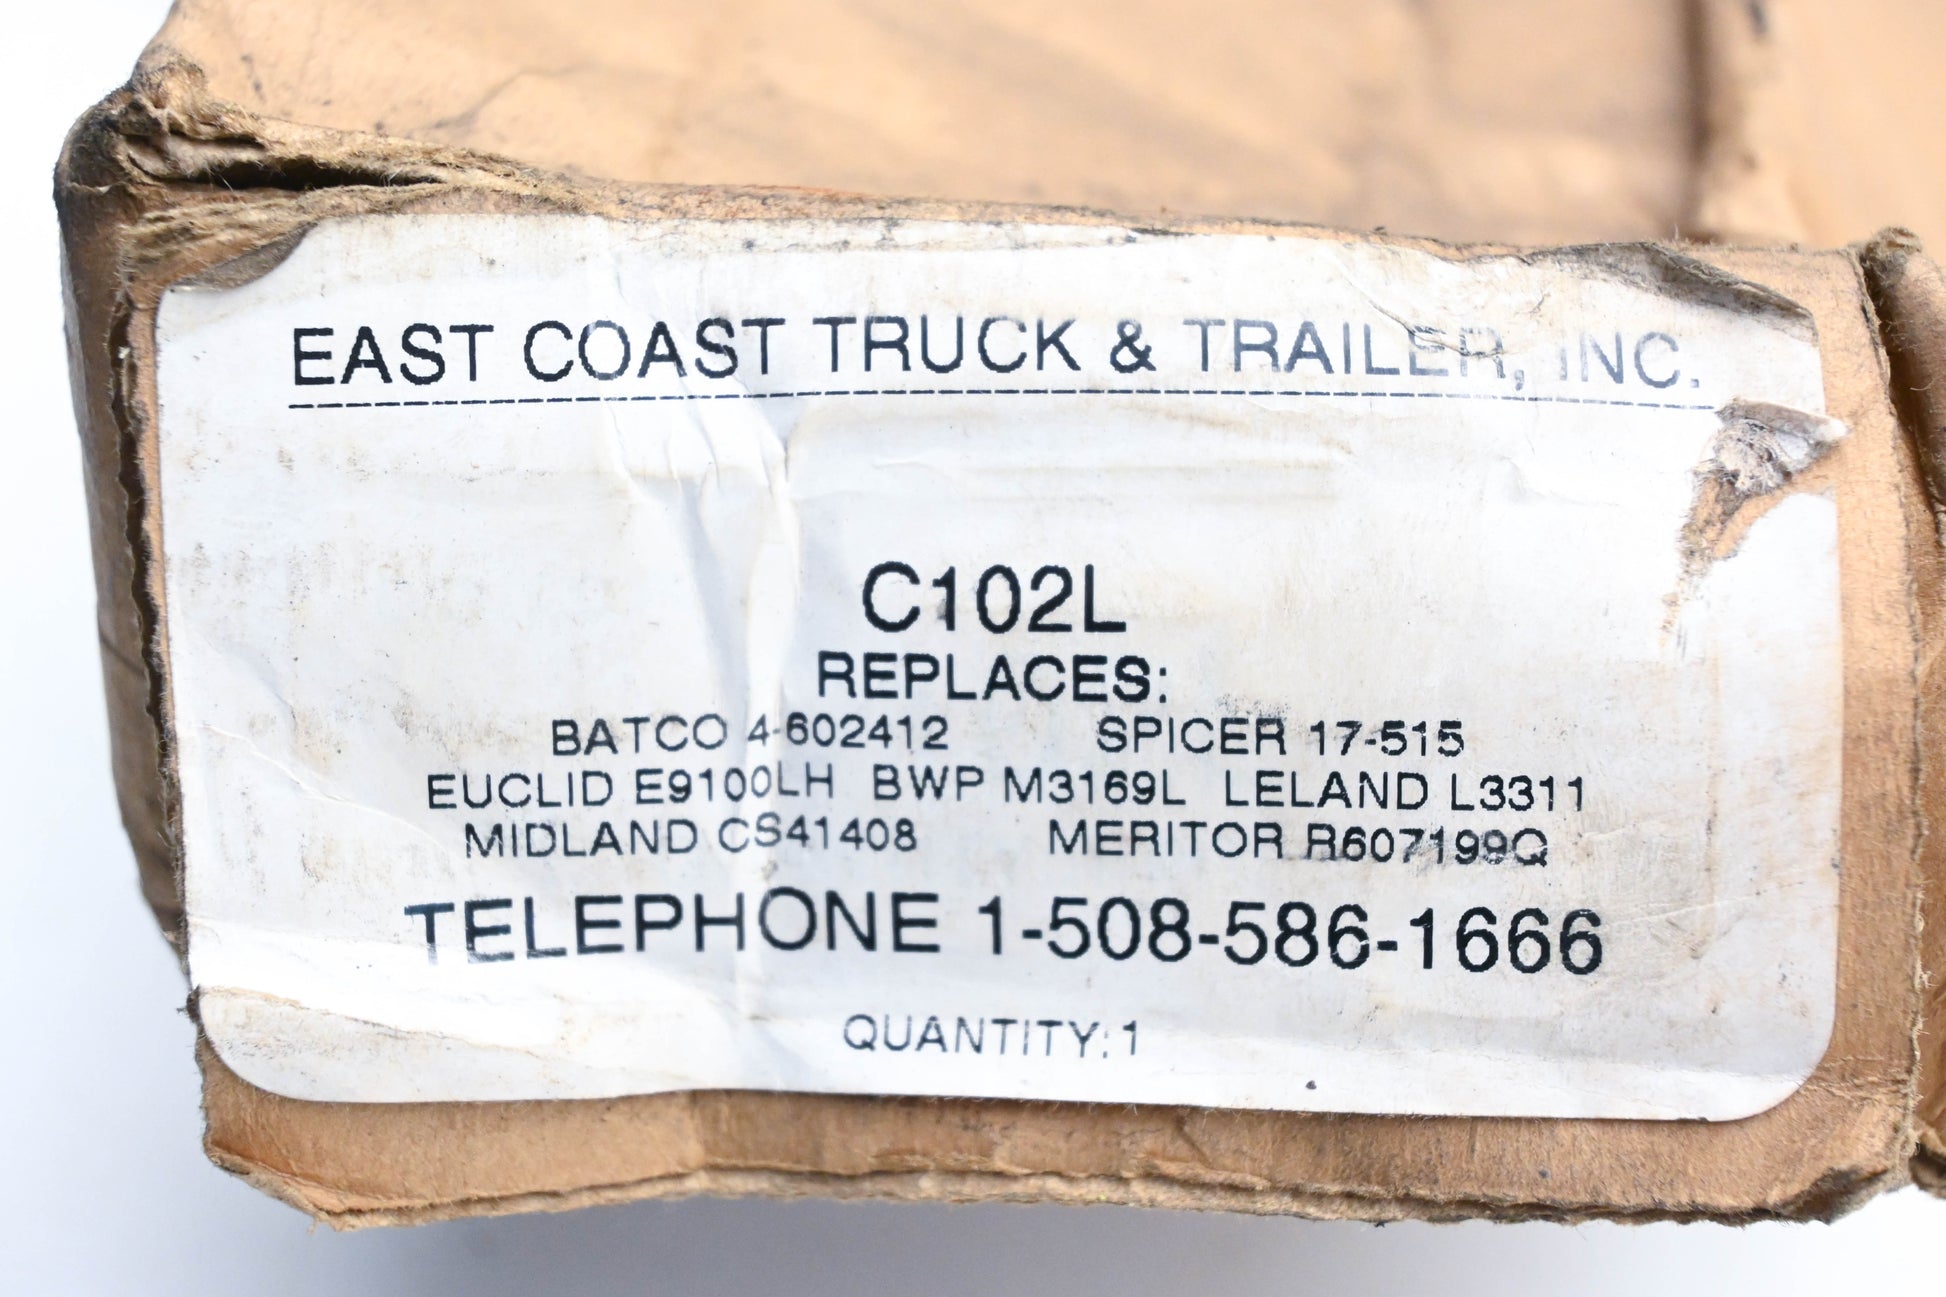 EAST COAST TRUCK & TRAILER, INC.
C102L
REPLACES:
BATCO 4-602412 SPICER 17-515
EUCLID E9100LH BWP M3169L LELAND L3311
MIDLAND CS41408 MERITOR R607199Q
TELEPHONE 1-508-586-1666
QUANTITY: 1